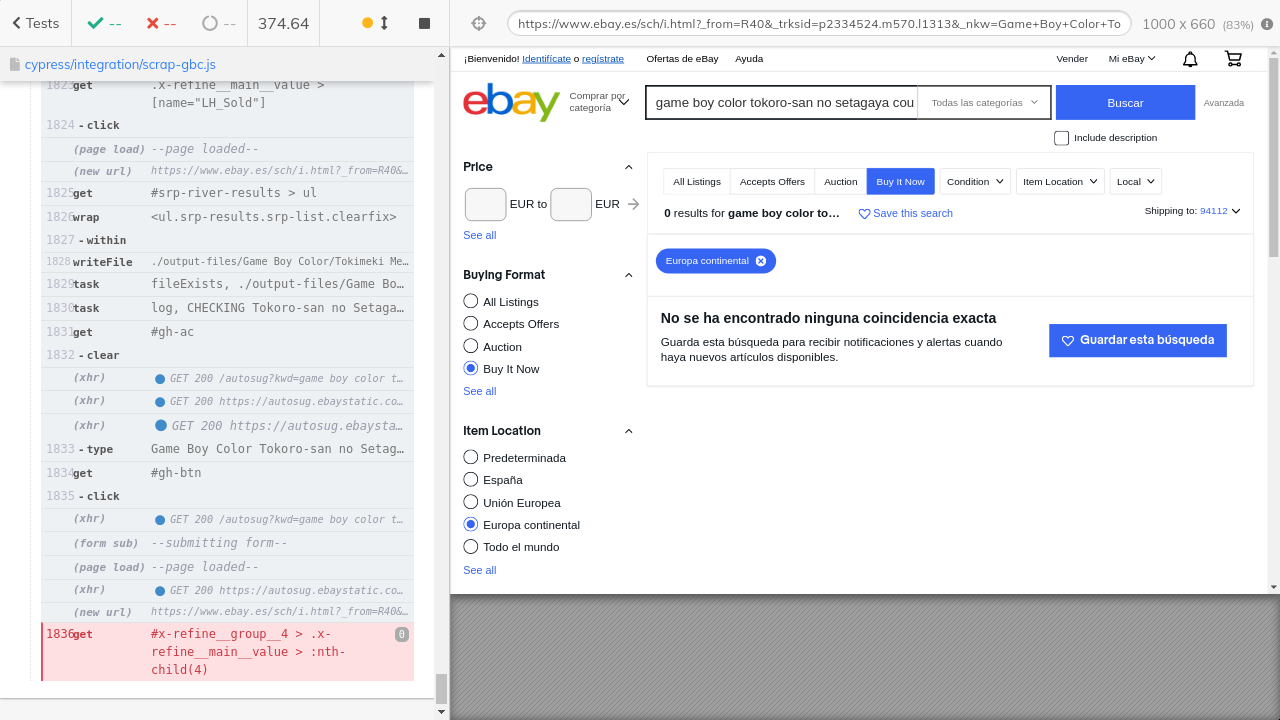 Tests
--
--
--
374.64
https://www.ebay.es/sch/i.html?_from=R40&_trksid=p2334524.m570.l1313&_nkw=Game+Boy+Color+To
1000 x 660 (83%)
cypress/integration/scrap-gbc.js
1823 get .x-refine__main__value >
[name="LH_Sold"]
1824 - click
(page load) --page loaded--
(new url) https://www.ebay.es/sch/i.html?_from=R40&…
1825 get #srp-river-results > ul
1826 wrap <ul.srp-results.srp-list.clearfix>
1827 - within
1828 writeFile ./output-files/Game Boy Color/Tokimeki Me…
1829 task fileExists, ./output-files/Game Bo…
1830 task log, CHECKING Tokoro-san no Setaga…
1831 get #gh-ac
1832 - clear
(xhr) GET 200 /autosug?kwd=game boy color t…
(xhr) GET 200 https://autosug.ebaystatic.co…
(xhr) GET 200 https://autosug.ebaysta…
1833 - type Game Boy Color Tokoro-san no Setag…
1834 get #gh-btn
1835 - click
(xhr) GET 200 /autosug?kwd=game boy color t…
(form sub) --submitting form--
(page load) --page loaded--
(xhr) GET 200 https://autosug.ebaystatic.co…
(new url) https://www.ebay.es/sch/i.html?_from=R40&…
1836 get #x-refine__group__4 > .x-
refine__main__value > :nth-
child(4)
0
¡Bienvenido! Identifícate o regístrate
Ofertas de eBay
Ayuda
Vender
Mi eBay
ebay
Comprar por
categoría
game boy color tokoro-san no setagaya cou
Todas las categorías
Buscar
Avanzada
Include description
Price
EUR to
EUR
See all
Buying Format
All Listings
Accepts Offers
Auction
Buy It Now
See all
Item Location
Predeterminada
España
Unión Europea
Europa continental
Todo el mundo
See all
All Listings
Accepts Offers
Auction
Buy It Now
Condition
Item Location
Local
0 results for game boy color to…
Save this search
Shipping to: 94112
Europa continental
No se ha encontrado ninguna coincidencia exacta
Guarda esta búsqueda para recibir notificaciones y alertas cuando
haya nuevos artículos disponibles.
Guardar esta búsqueda